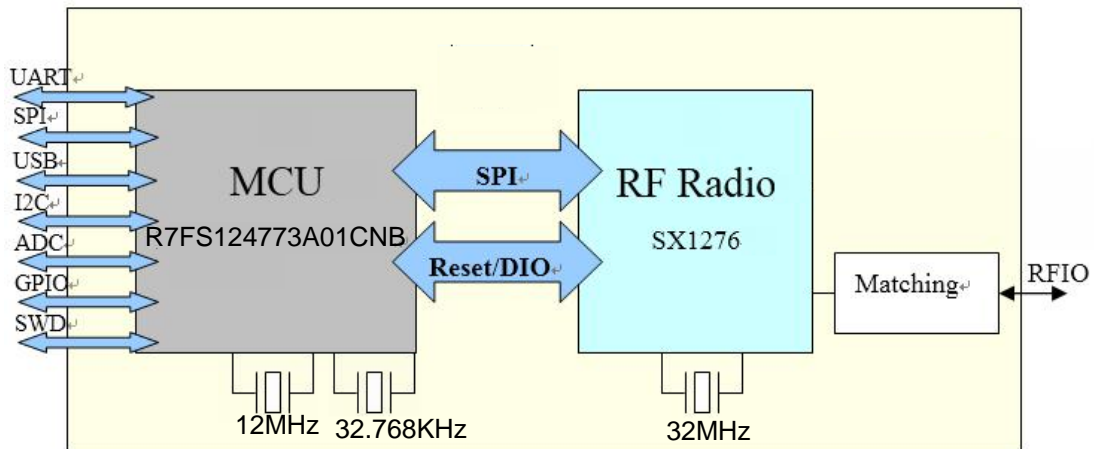 UART
SPI
USB
I2C
ADC
GPIO
SWD
MCU
R7FS124773A01CNB
SPI
Reset/DIO
RF Radio
SX1276
Matching
RFIO
12MHz
32.768KHz
32MHz